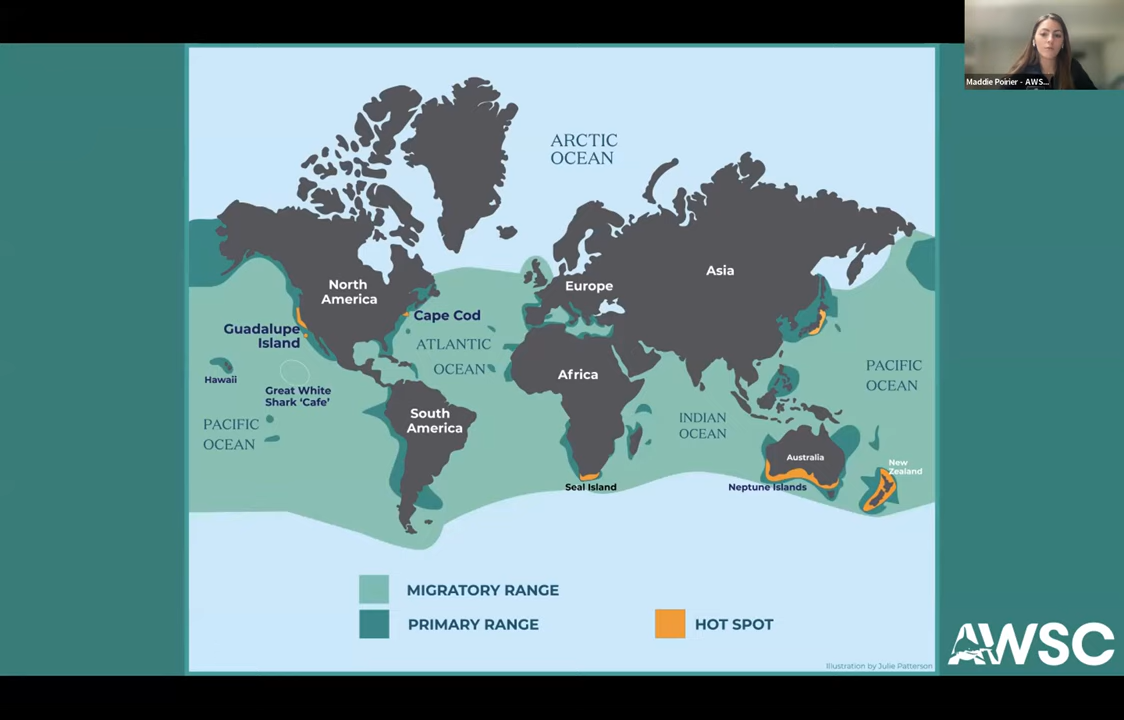 Maddie Poirier - AWS...
ARCTIC
OCEAN
North
America
Europe
Asia
Guadalupe
Island
Cape Cod
ATLANTIC
OCEAN
Hawaii
Great White
Shark 'Cafe'
Africa
PACIFIC
OCEAN
PACIFIC
OCEAN
South
America
INDIAN
OCEAN
Australia
New
Zealand
Seal Island
Neptune Islands
MIGRATORY RANGE
PRIMARY RANGE
HOT SPOT
AWSC
Illustration by Julie Patterson